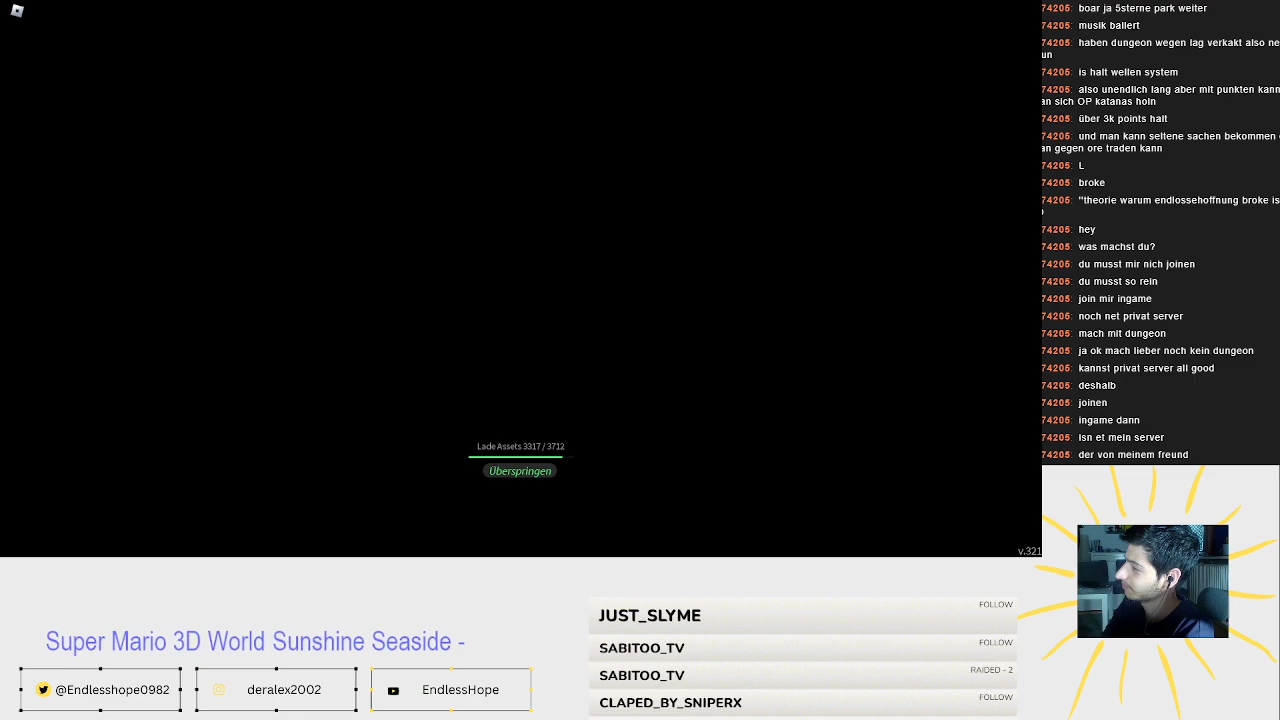 74205: boar ja 5sterne park weiter
74205: musik ballert
74205: haben dungeon wegen lag verkakt also ne
un
74205: is halt wellen system
74205: also unendlich lang aber mit punkten kann
an sich OP katanas holn
74205: über 3k points halt
74205: und man kann seltene sachen bekommen
an gegen ore traden kann
74205: L
74205: broke
74205: "theorie warum endlossehoffnung broke is
74205: hey
74205: was machst du?
74205: du musst mir nich joinen
74205: du musst so rein
74205: join mir ingame
74205: noch net privat server
74205: mach mit dungeon
74205: ja ok mach lieber noch kein dungeon
74205: kannst privat server all good
74205: deshalb
74205: joinen
74205: ingame dann
74205: isn et mein server
74205: der von meinem freund
Lade Assets 3317 / 3712
Überspringen
v.321
Super Mario 3D World Sunshine Seaside -
@Endlesshope0982
deralex2002
EndlessHope
JUST_SLYME FOLLOW
SABITOO_TV FOLLOW
SABITOO_TV RAIDED - 2
CLAPED_BY_SNIPERX FOLLOW